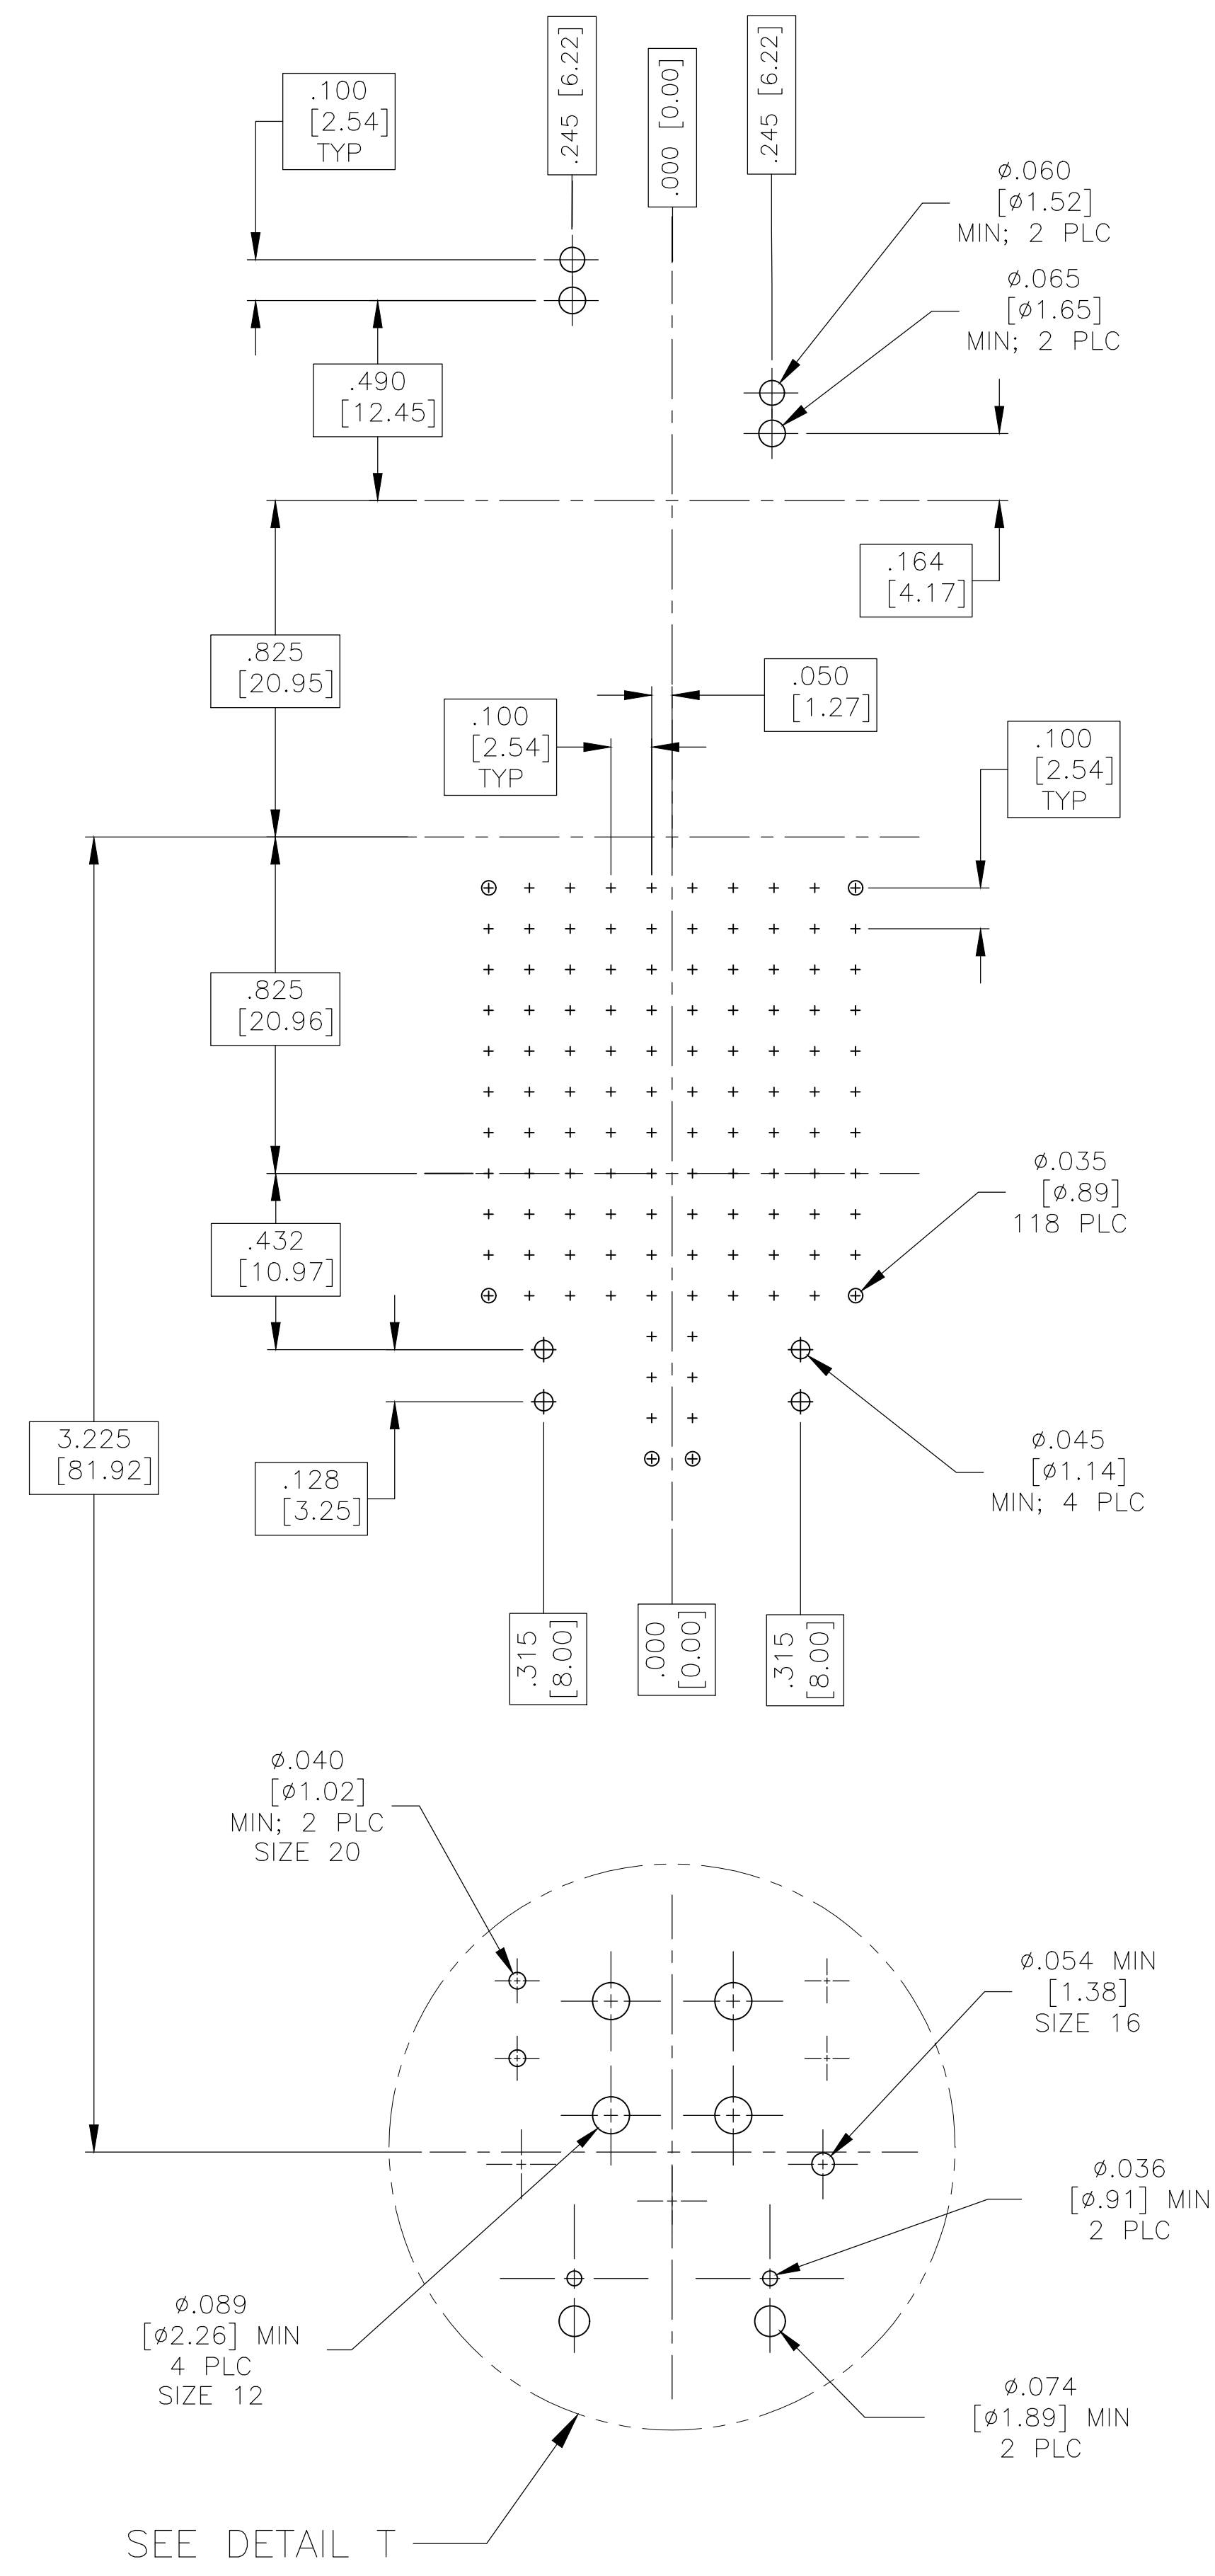 .245 [6.22]
.000 [0.00]
.245 [6.22]
.100
[2.54]
TYP
ø.060
[ø1.52]
MIN; 2 PLC
ø.065
[ø1.65]
MIN; 2 PLC
.490
[12.45]
.164
[4.17]
.825
[20.95]
.050
[1.27]
.100
[2.54]
TYP
.100
[2.54]
TYP
.825
[20.96]
ø.035
[ø.89]
118 PLC
.432
[10.97]
3.225
[81.92]
ø.045
[ø1.14]
MIN; 4 PLC
.128
[3.25]
.315
[8.00]
.000
[0.00]
.315
[8.00]
ø.040
[ø1.02]
MIN; 2 PLC
SIZE 20
ø.054 MIN
[1.38]
SIZE 16
ø.036
[ø.91] MIN
2 PLC
ø.089
[ø2.26] MIN
4 PLC
SIZE 12
ø.074
[ø1.89] MIN
2 PLC
SEE DETAIL T